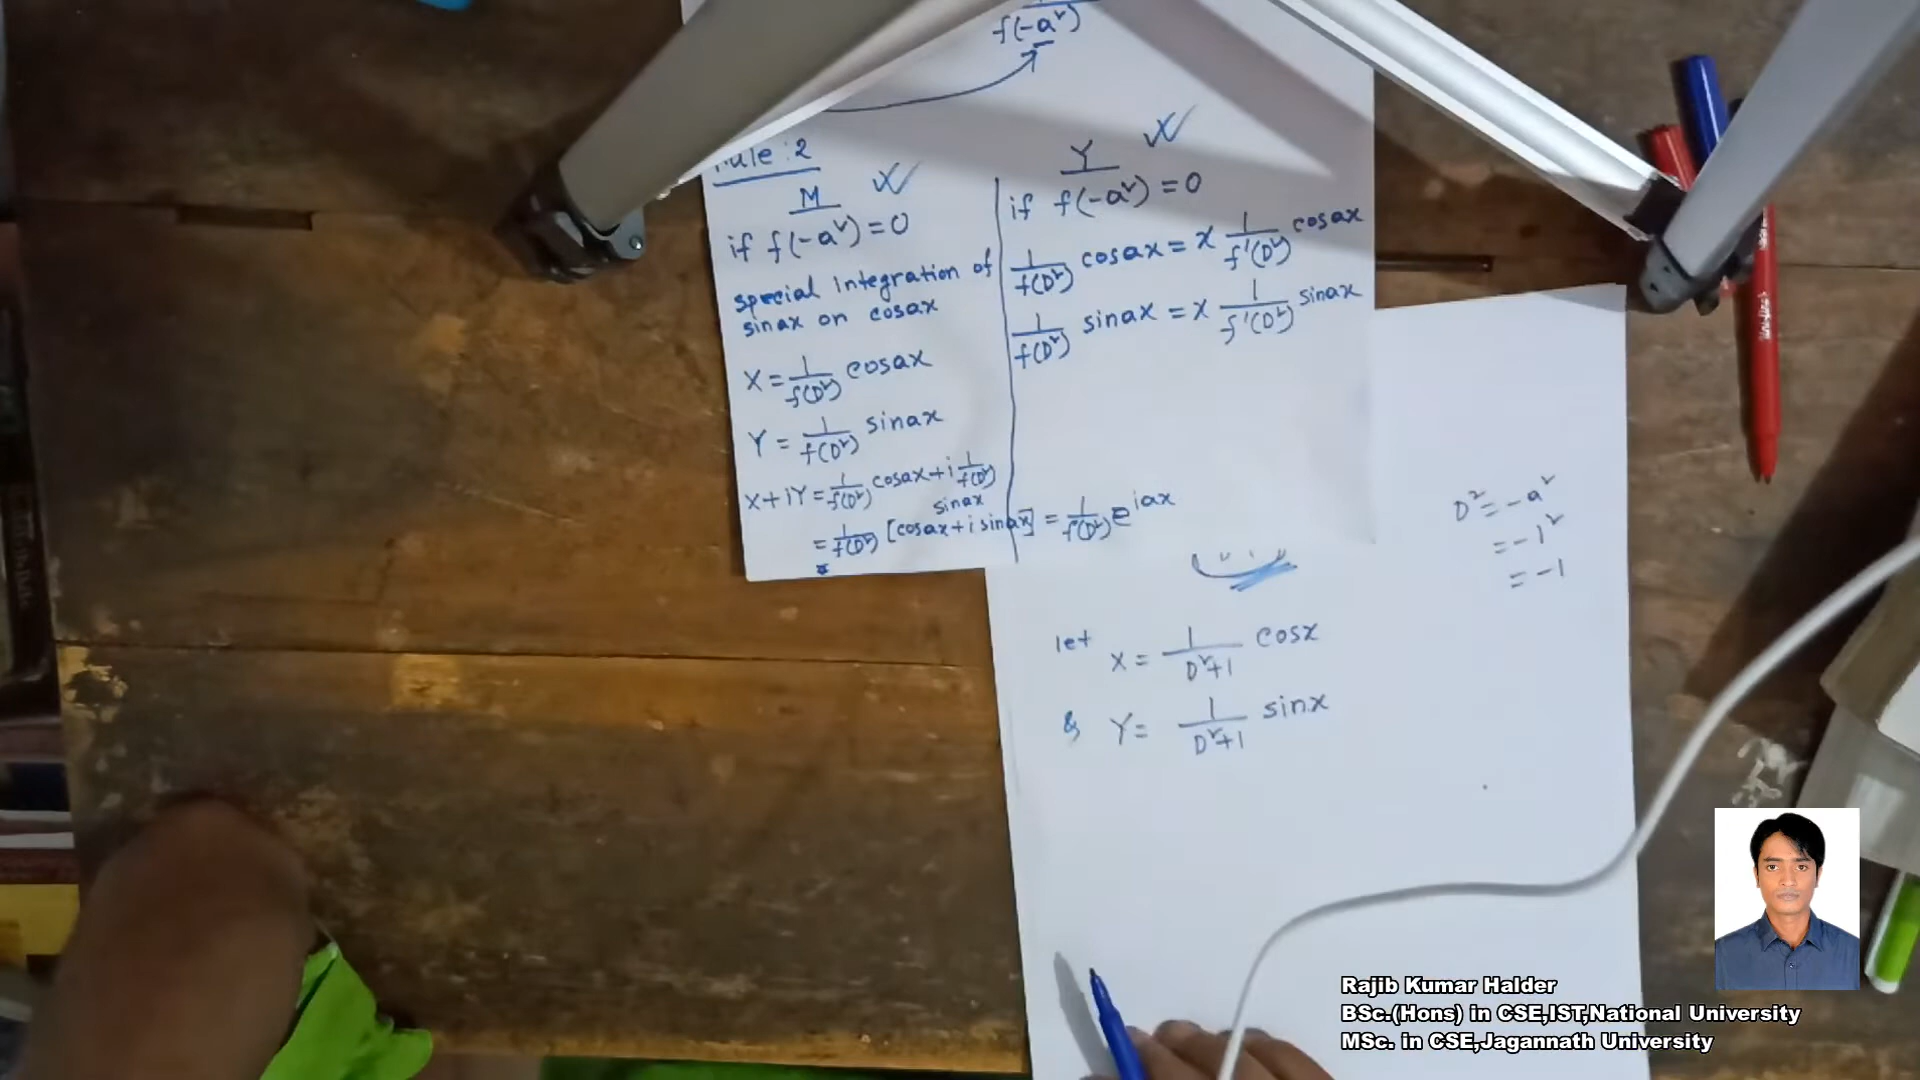 f(-a²)
Rule:2
M
if f(-a²)=0
special integration of
sinax or cosax
X = 1/f(D²) cosax
Y = 1/f(D²) sinax
X+iY = 1/f(D²) cosax + i 1/f(D²)
sinax
= 1/f(D²) [cosax+i sinax] = 1/f(D²) e^iax
Y
if f(-a²) = 0
1/f(D²) cosax = x 1/f'(D²) cosax
1/f(D²) sinax = x 1/f'(D²) sinax
D² = -a²
= -1²
= -1
let X = 1/D²+1 cosx
& Y = 1/D²+1 sinx
Rajib Kumar Halder
BSc.(Hons) in CSE,IST,National University
MSc. in CSE,Jagannath University